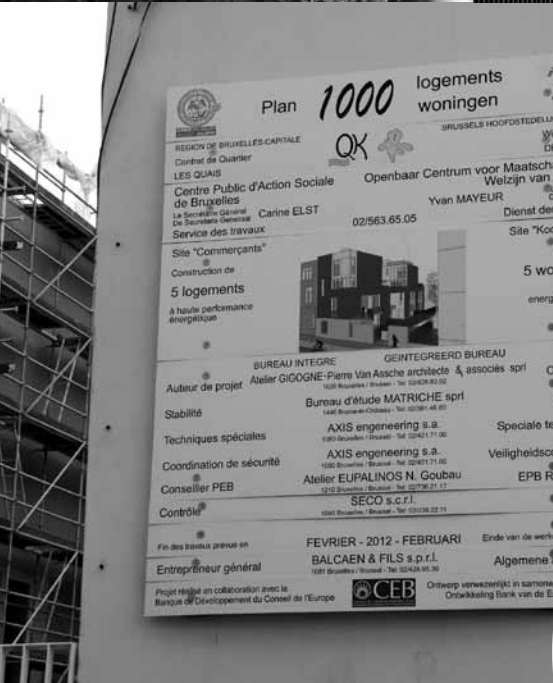 Plan 1000 logements
woningen
REGION DE BRUXELLES-CAPITALE
BRUSSELS HOOFDSTEDELIJ
Contrat de Quartier
LES QUAIS
QK
Centre Public d'Action Sociale
de Bruxelles
Openbaar Centrum voor Maatsch
Welzijn van
La Secrétaire Général
De Secretaris Generaal
Carine ELST
Yvan MAYEUR
Service des travaux
02/563.65.05
Dienst der
Site "Commerçants"
Site "Koo
Construction de
5 logements
5 wo
à haute performance
énergétique
energ
BUREAU INTEGRE GEINTEGREERD BUREAU
Auteur de projet
Atelier GIGOGNE-Pierre Van Assche architecte & associés sprl
Stabilité
Bureau d'étude MATRICHE sprl
Techniques spéciales
AXIS engeneering s.a.
Speciale te
Coordination de sécurité
AXIS engeneering s.a.
Veiligheidsco
Conseiller PEB
Atelier EUPALINOS N. Goubau
EPB R
Contrôle
SECO s.c.r.l.
Fin des travaux prévue en
FEVRIER - 2012 - FEBRUARI
Einde van de werk
Entrepreneur général
BALCAEN & FILS s.p.r.l.
Algemene
Projet réalisé en collaboration avec la
Banque de Développement du Conseil de l'Europe
CEB
Ontwerp verwezenlijkt in samenw
Ontwikkeling Bank van de E